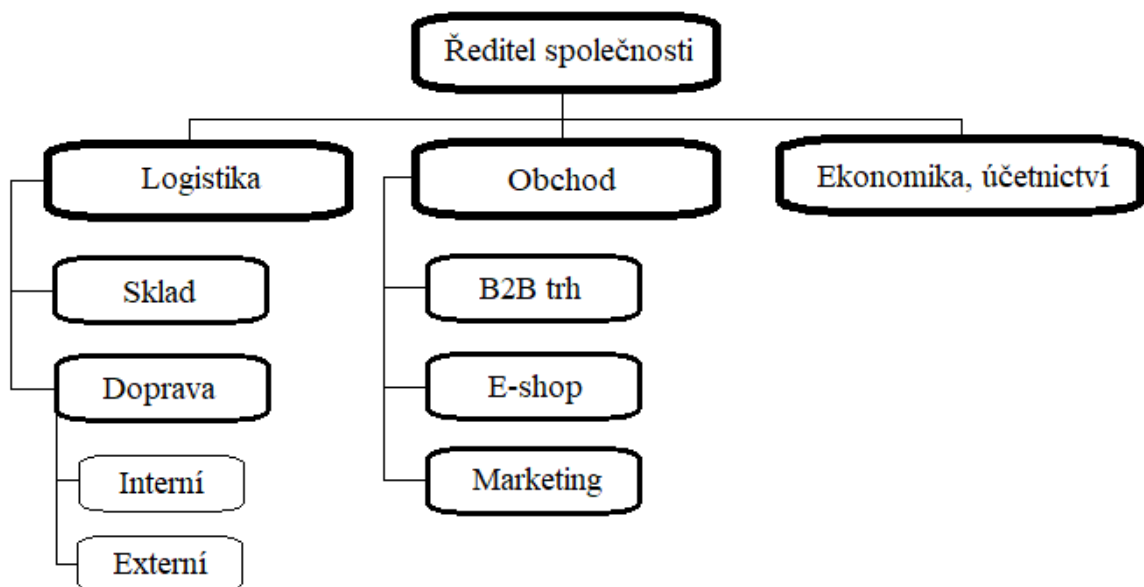 Ředitel společnosti
Logistika
Obchod
Ekonomika, účetnictví
Sklad
B2B trh
Doprava
E-shop
Interní
Marketing
Externí